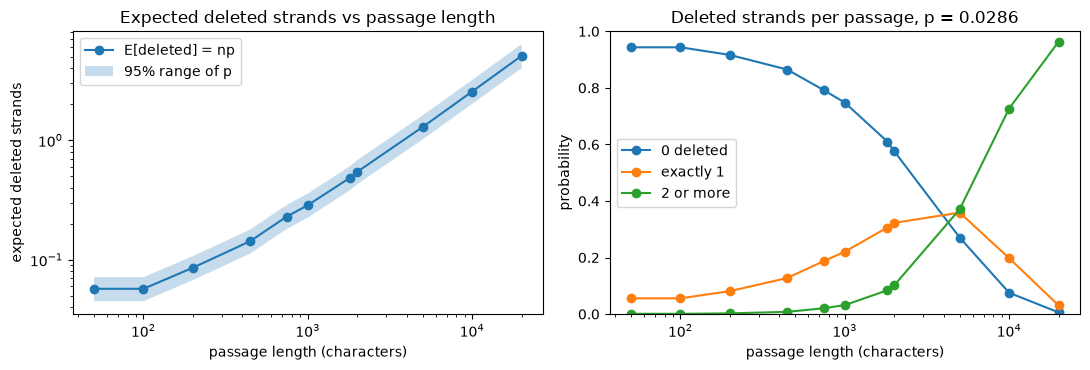 Expected deleted strands vs passage length
E[deleted] = np
95% range of p
10⁰
10⁻¹
expected deleted strands
10² 10³ 10⁴
passage length (characters)
Deleted strands per passage, p = 0.0286
1.0
0.8
0.6
0.4
0.2
0.0
probability
0 deleted
exactly 1
2 or more
10² 10³ 10⁴
passage length (characters)